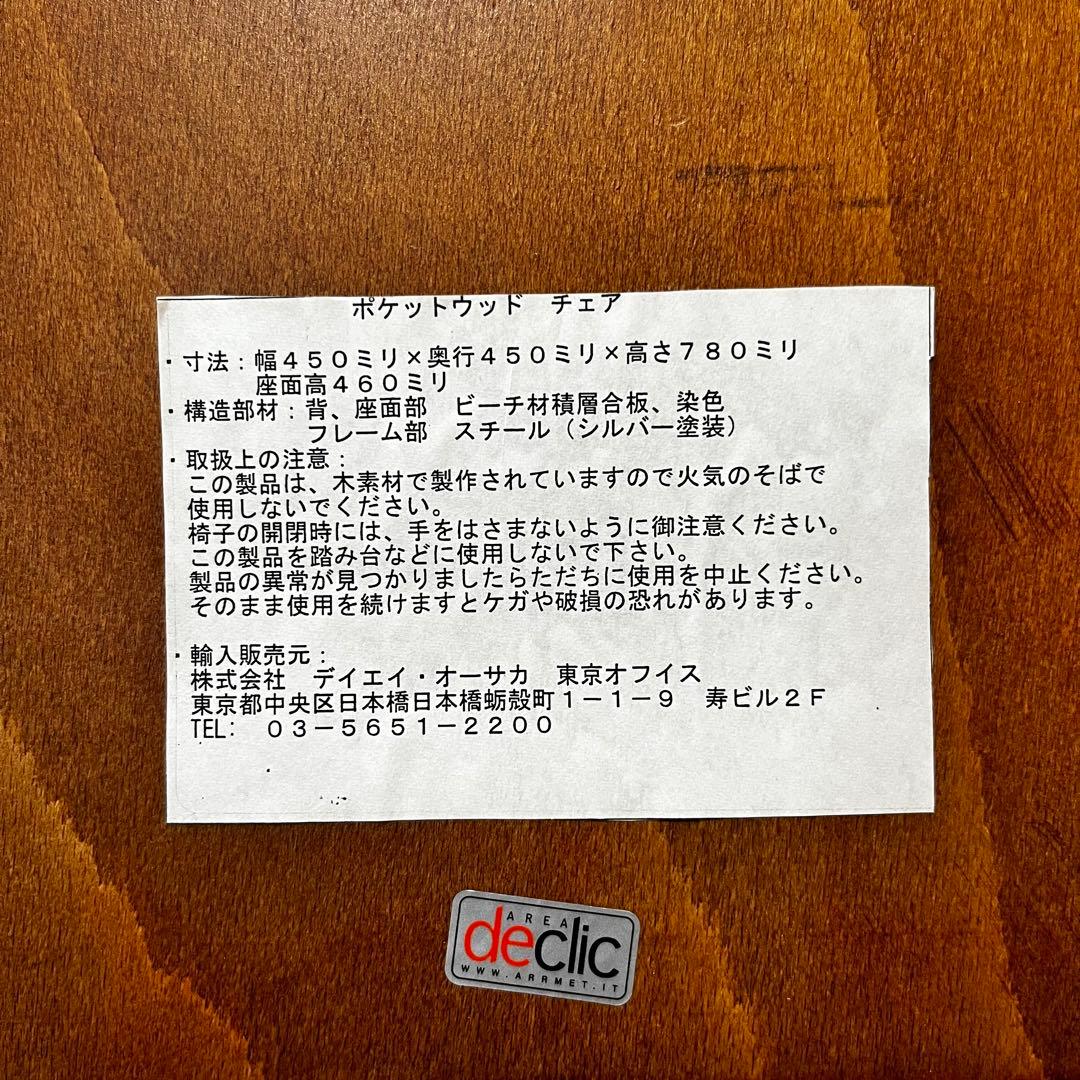 ポケットウッド　チェア
・寸法：幅４５０ミリ×奥行４５０ミリ×高さ７８０ミリ
座面高４６０ミリ
・構造部材：背、座面部　ビーチ材積層合板、染色
フレーム部　スチール（シルバー塗装）
・取扱上の注意：
この製品は、木素材で製作されていますので火気のそばで
使用しないでください。
椅子の開閉時には、手をはさまないように御注意ください。
この製品を踏み台などに使用しないで下さい。
製品の異常が見つかりましたらただちに使用を中止ください。
そのまま使用を続けますとケガや破損の恐れがあります。
・輸入販売元：
株式会社　デイエイ・オーサカ　東京オフイス
東京都中央区日本橋日本橋蛎殻町１－１－９　寿ビル２Ｆ
TEL:　０３－５６５１－２２００
AREA
declic
WWW.ARRMET.IT